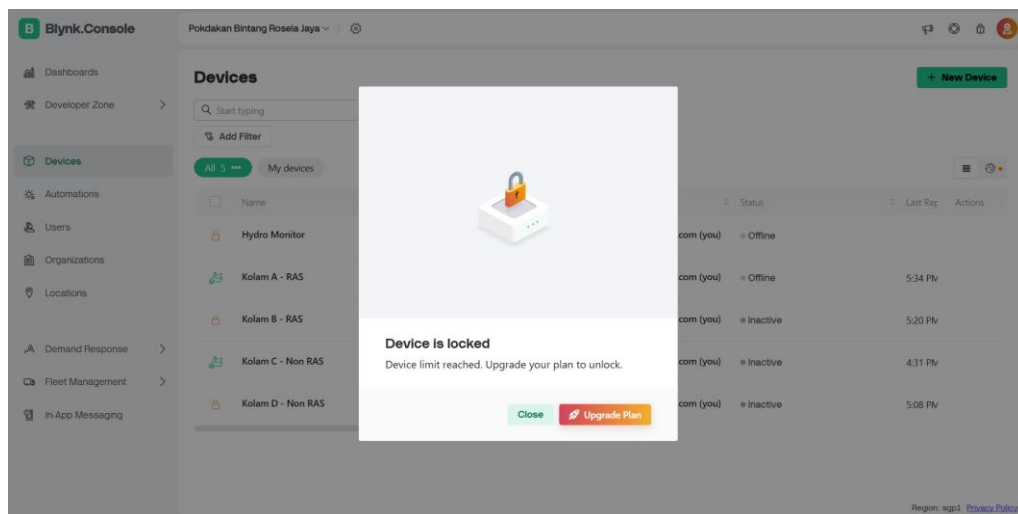 B Blynk.Console
Pokdakan Bintang Rosela Jaya
Dashboards
Developer Zone
Devices
Automations
Users
Organizations
Locations
Demand Response
Fleet Management
In-App Messaging
Devices
+ New Device
Start typing
Add Filter
All 5
My devices
Name Status Last Rep Actions
Hydro Monitor com (you) Offline
Kolam A - RAS com (you) Offline 5:34 PM
Kolam B - RAS com (you) Inactive 5:20 PM
Kolam C - Non RAS com (you) Inactive 4:31 PM
Kolam D - Non RAS com (you) Inactive 5:08 PM
Device is locked
Device limit reached. Upgrade your plan to unlock.
Close Upgrade Plan
Region: sgp1 Privacy Policy